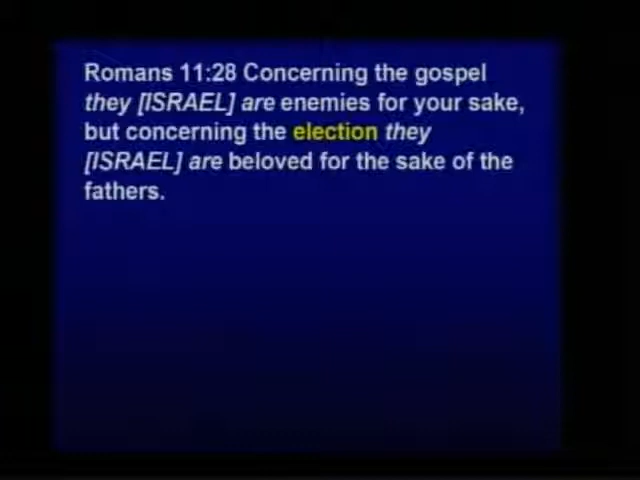 Romans 11:28 Concerning the gospel
they [ISRAEL] are enemies for your sake,
but concerning the election they
[ISRAEL] are beloved for the sake of the
fathers.